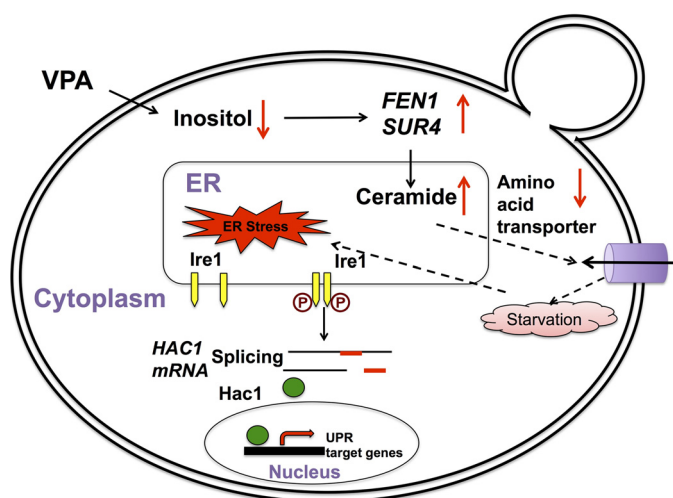 VPA
Inositol
FEN1
SUR4
ER
Ceramide
Amino
acid
transporter
ER Stress
Ire1
Ire1
Cytoplasm
P
P
Starvation
HAC1
mRNA
Splicing
Hac1
UPR
target genes
Nucleus